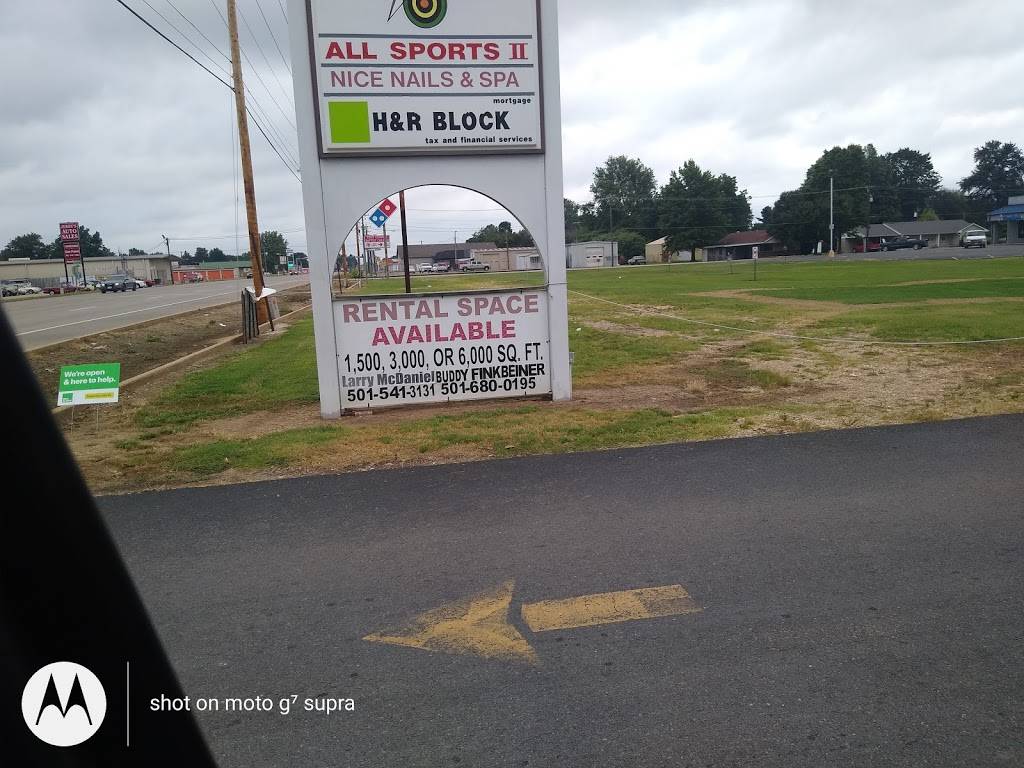 ALL SPORTS II
NICE NAILS & SPA
mortgage
H&R BLOCK
tax and financial services
RENTAL SPACE
AVAILABLE
1,500, 3,000, OR 6,000 SQ. FT.
Larry McDaniel BUDDY FINKBEINER
501-541-3131 501-680-0195
We're open
& here to help.
AUTO
SALES
shot on moto g⁷ supra